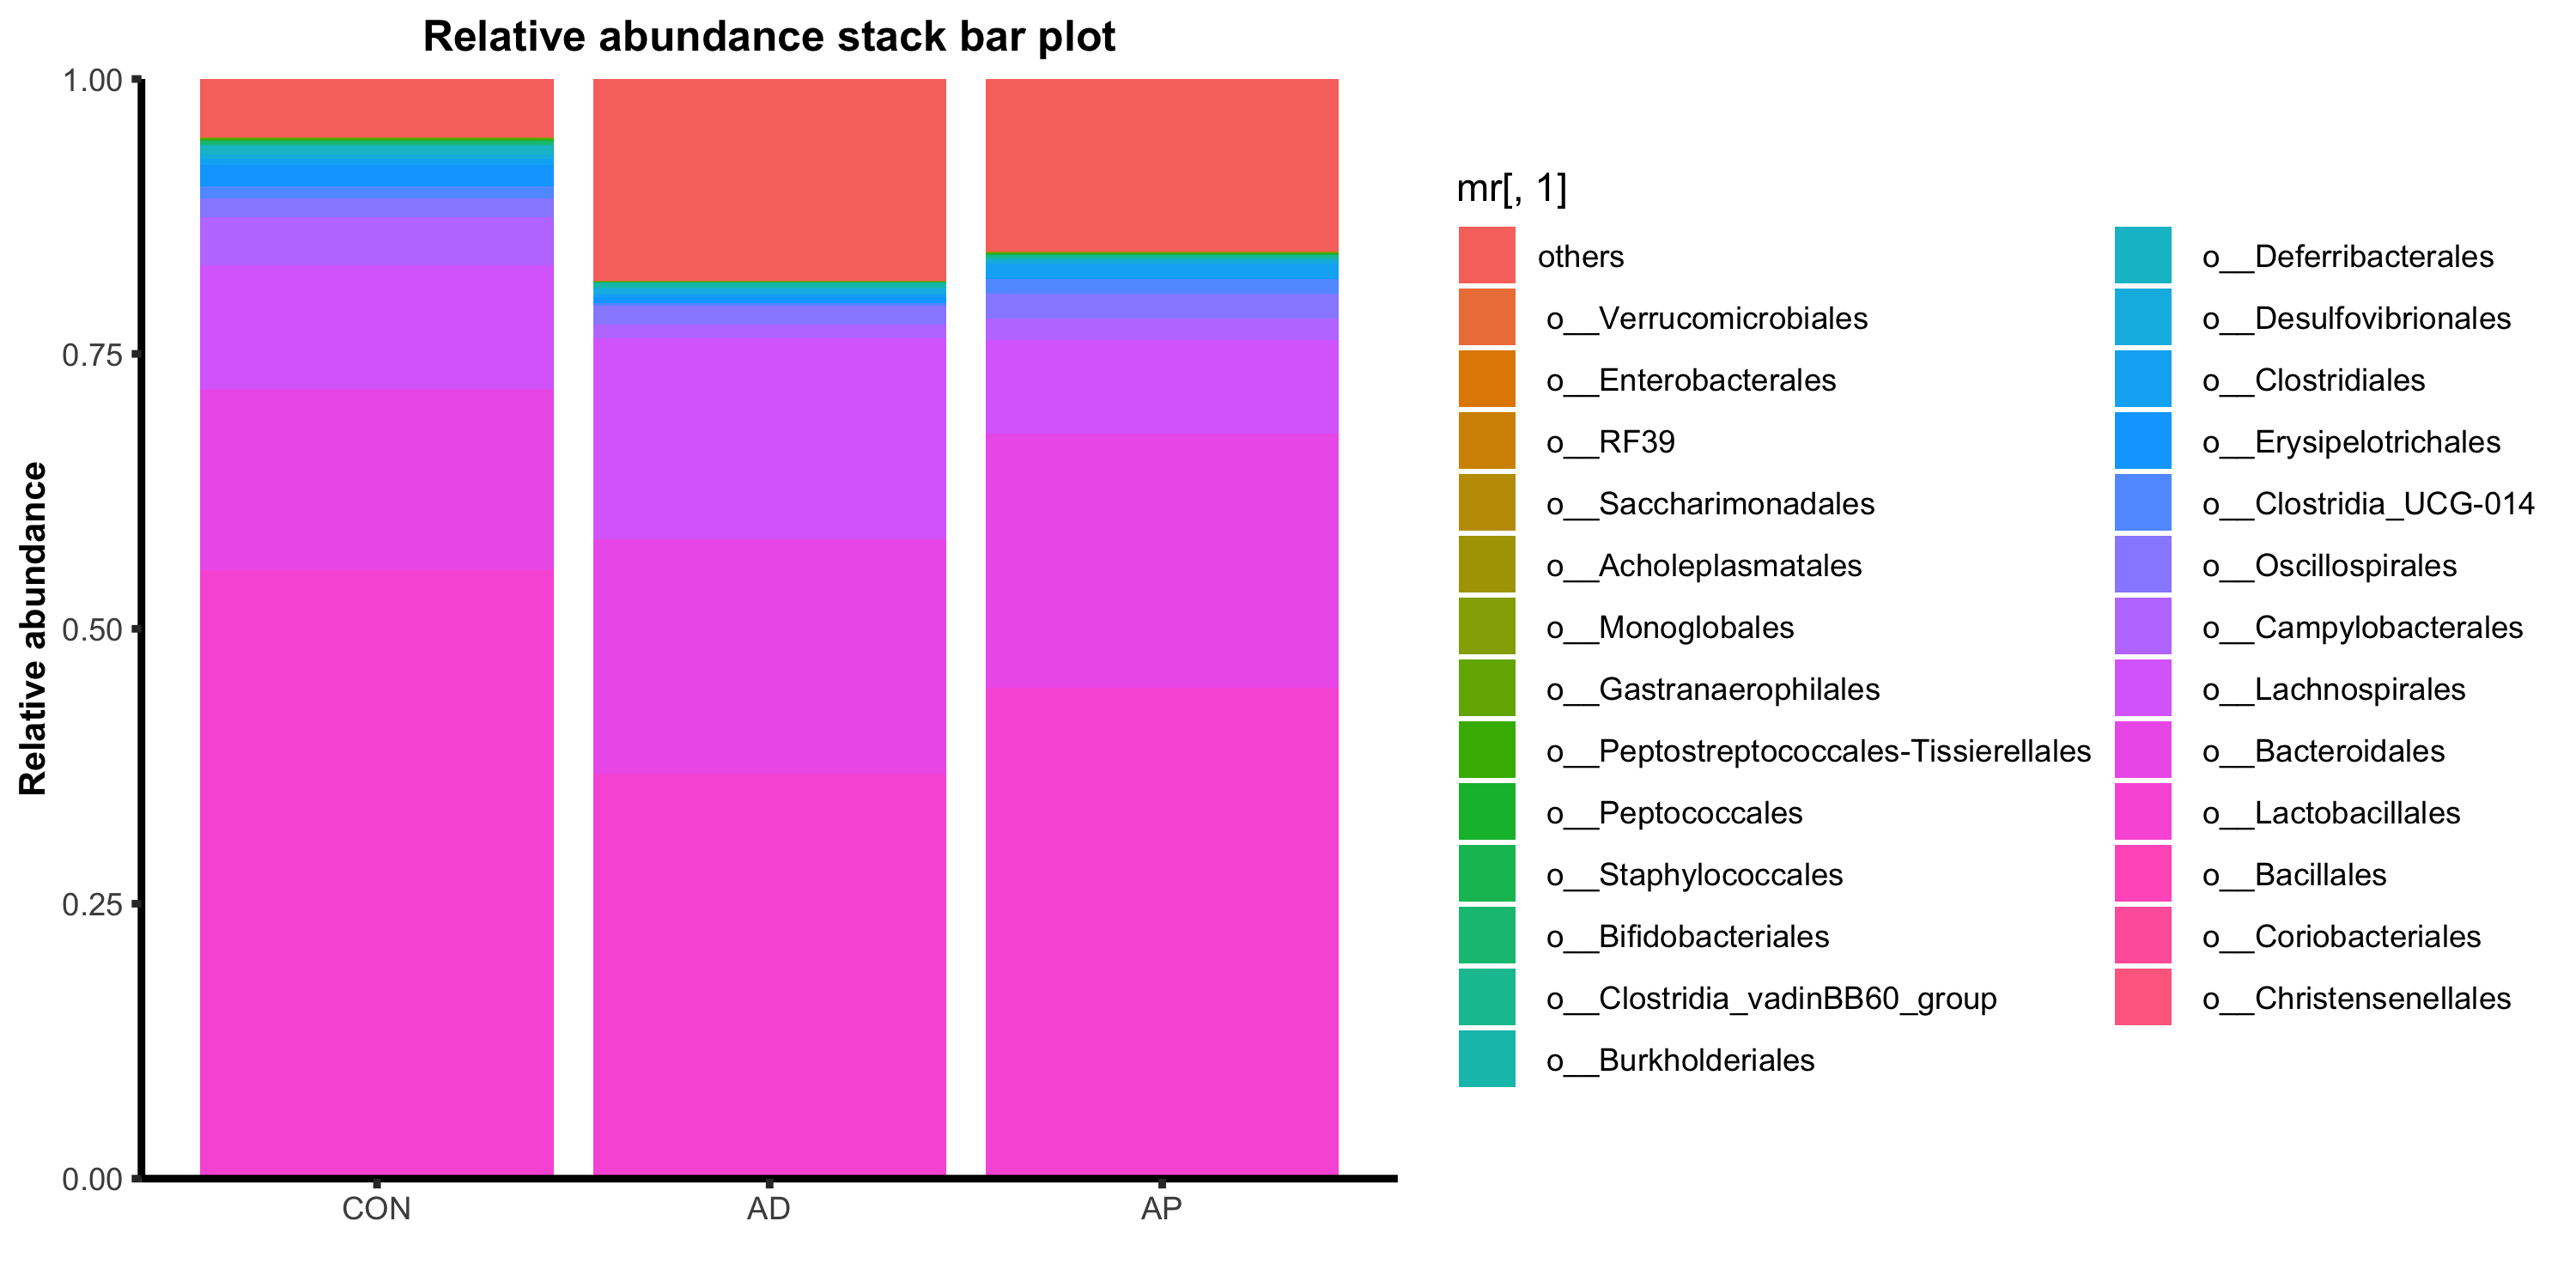 Relative abundance stack bar plot
Relative abundance
1.00
0.75
0.50
0.25
0.00
CON
AD
AP
mr[, 1]
others
o__Verrucomicrobiales
o__Enterobacterales
o__RF39
o__Saccharimonadales
o__Acholeplasmatales
o__Monoglobales
o__Gastranaerophilales
o__Peptostreptococcales-Tissierellales
o__Peptococcales
o__Staphylococcales
o__Bifidobacteriales
o__Clostridia_vadinBB60_group
o__Burkholderiales
o__Deferribacterales
o__Desulfovibrionales
o__Clostridiales
o__Erysipelotrichales
o__Clostridia_UCG-014
o__Oscillospirales
o__Campylobacterales
o__Lachnospirales
o__Bacteroidales
o__Lactobacillales
o__Bacillales
o__Coriobacteriales
o__Christensenellales